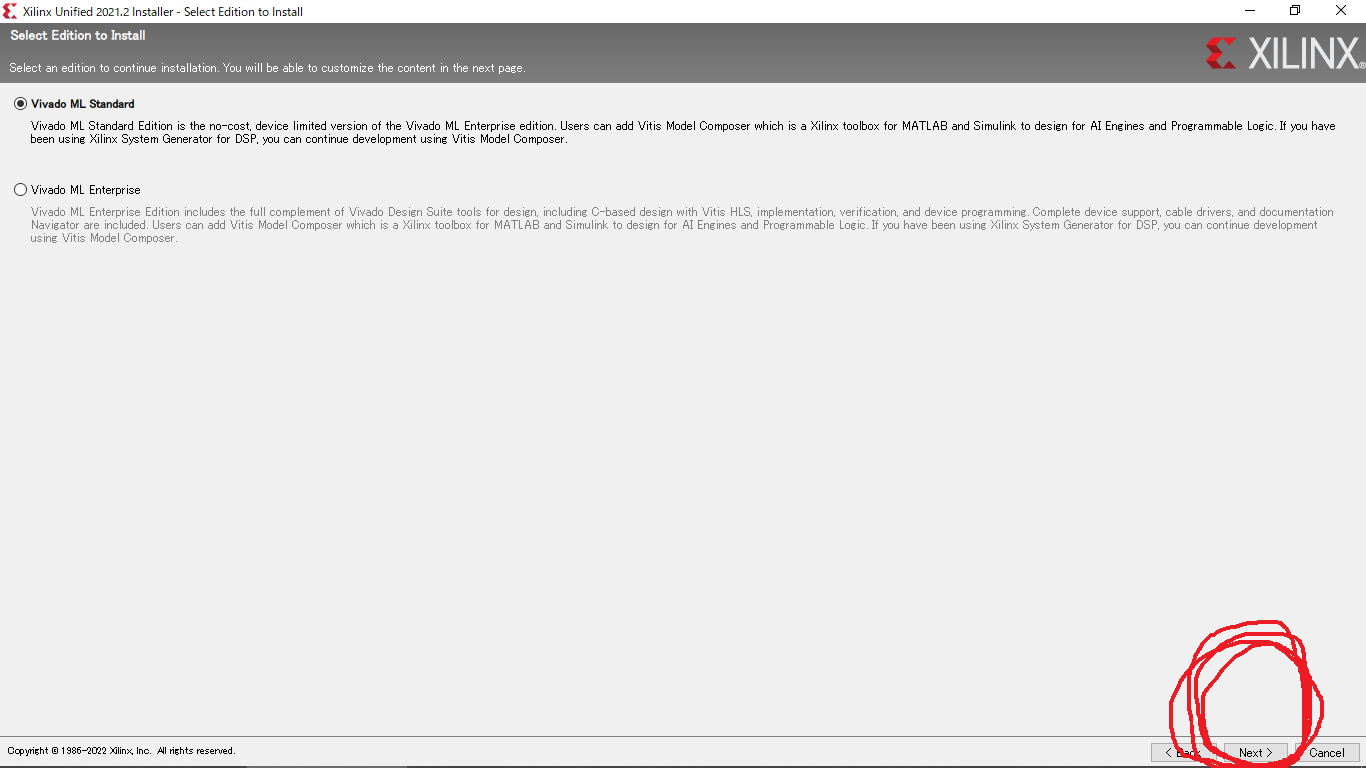 Xilinx Unified 2021.2 Installer - Select Edition to Install
Select Edition to Install
Select an edition to continue installation. You will be able to customize the content in the next page.
XILINX®
Vivado ML Standard
Vivado ML Standard Edition is the no-cost, device limited version of the Vivado ML Enterprise edition. Users can add Vitis Model Composer which is a Xilinx toolbox for MATLAB and Simulink to design for AI Engines and Programmable Logic. If you have
been using Xilinx System Generator for DSP, you can continue development using Vitis Model Composer.
Vivado ML Enterprise
Vivado ML Enterprise Edition includes the full complement of Vivado Design Suite tools for design, including C-based design with Vitis HLS, implementation, verification, and device programming. Complete device support, cable drivers, and documentation
Navigator are included. Users can add Vitis Model Composer which is a Xilinx toolbox for MATLAB and Simulink to design for AI Engines and Programmable Logic. If you have been using Xilinx System Generator for DSP, you can continue development
using Vitis Model Composer.
Copyright © 1986-2022 Xilinx, Inc. All rights reserved.
< Back Next > Cancel